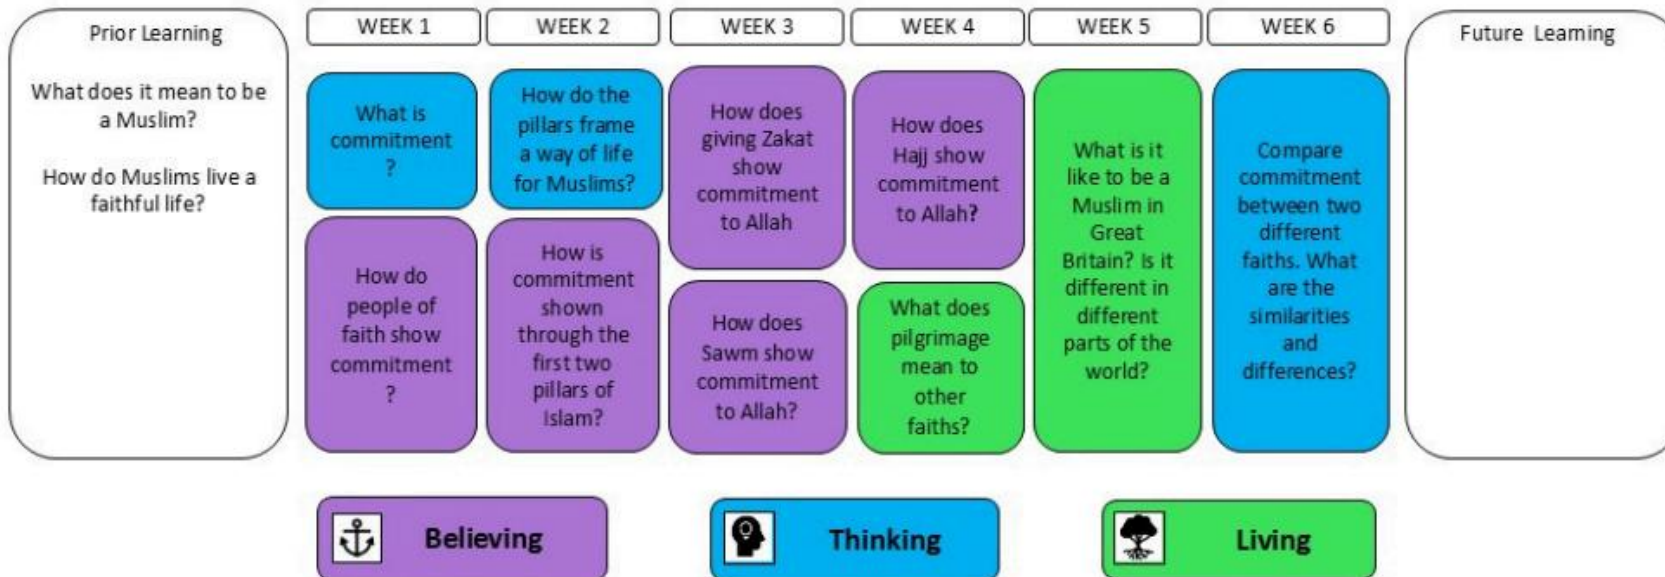 Prior Learning
What does it mean to be
a Muslim?
How do Muslims live a
faithful life?
WEEK 1
What is
commitment
?
How do
people of
faith show
commitment
?
WEEK 2
How do the
pillars frame
a way of life
for Muslims?
How is
commitment
shown
through the
first two
pillars of
Islam?
WEEK 3
How does
giving Zakat
show
commitment
to Allah
How does
Sawm show
commitment
to Allah?
WEEK 4
How does
Hajj show
commitment
to Allah?
What does
pilgrimage
mean to
other
faiths?
WEEK 5
What is it
like to be a
Muslim in
Great
Britain? Is it
different in
different
parts of the
world?
WEEK 6
Compare
commitment
between two
different
faiths. What
are the
similarities
and
differences?
Future Learning
Believing
Thinking
Living